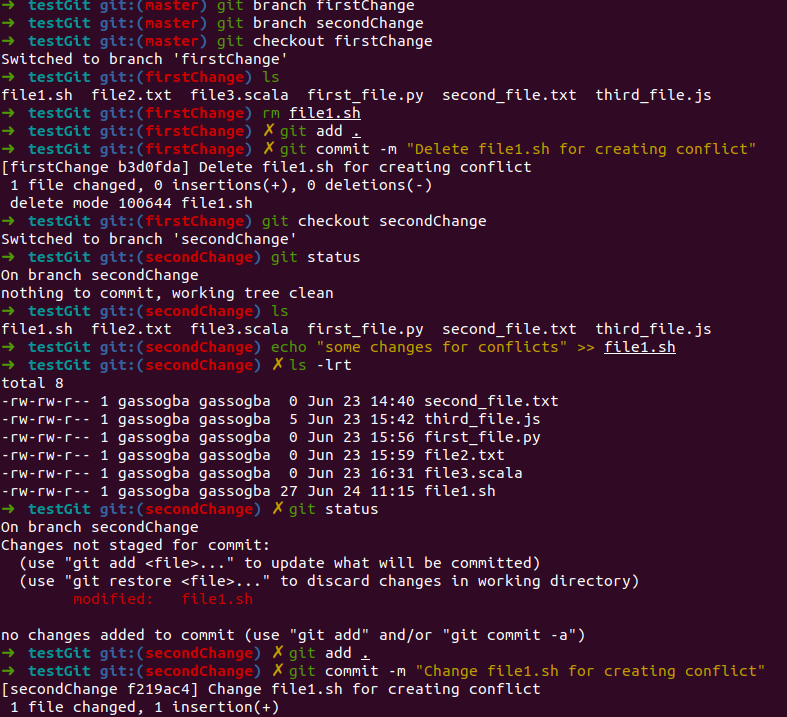 ➜ testGit git:(master) git branch firstChange
➜ testGit git:(master) git branch secondChange
➜ testGit git:(master) git checkout firstChange
Switched to branch 'firstChange'
➜ testGit git:(firstChange) ls
file1.sh file2.txt file3.scala first_file.py second_file.txt third_file.js
➜ testGit git:(firstChange) rm file1.sh
➜ testGit git:(firstChange) ✗ git add .
➜ testGit git:(firstChange) ✗ git commit -m "Delete file1.sh for creating conflict"
[firstChange b3d0fda] Delete file1.sh for creating conflict
1 file changed, 0 insertions(+), 0 deletions(-)
delete mode 100644 file1.sh
➜ testGit git:(firstChange) git checkout secondChange
Switched to branch 'secondChange'
➜ testGit git:(secondChange) git status
On branch secondChange
nothing to commit, working tree clean
➜ testGit git:(secondChange) ls
file1.sh file2.txt file3.scala first_file.py second_file.txt third_file.js
➜ testGit git:(secondChange) echo "some changes for conflicts" >> file1.sh
➜ testGit git:(secondChange) ✗ ls -lrt
total 8
-rw-rw-r-- 1 gassogba gassogba 0 Jun 23 14:40 second_file.txt
-rw-rw-r-- 1 gassogba gassogba 5 Jun 23 15:42 third_file.js
-rw-rw-r-- 1 gassogba gassogba 0 Jun 23 15:56 first_file.py
-rw-rw-r-- 1 gassogba gassogba 0 Jun 23 15:59 file2.txt
-rw-rw-r-- 1 gassogba gassogba 0 Jun 23 16:31 file3.scala
-rw-rw-r-- 1 gassogba gassogba 27 Jun 24 11:15 file1.sh
➜ testGit git:(secondChange) ✗ git status
On branch secondChange
Changes not staged for commit:
(use "git add <file>..." to update what will be committed)
(use "git restore <file>..." to discard changes in working directory)
modified: file1.sh
no changes added to commit (use "git add" and/or "git commit -a")
➜ testGit git:(secondChange) ✗ git add .
➜ testGit git:(secondChange) ✗ git commit -m "Change file1.sh for creating conflict"
[secondChange f219ac4] Change file1.sh for creating conflict
1 file changed, 1 insertion(+)